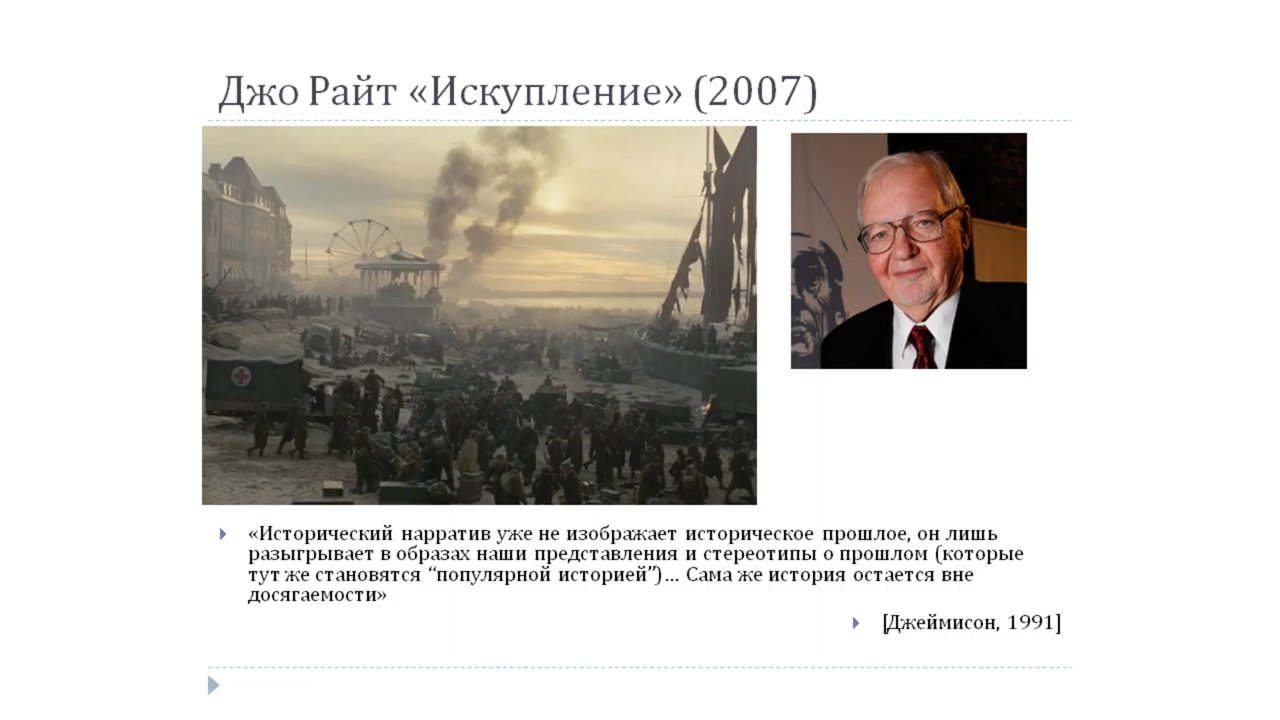 Джо Райт «Искупление» (2007)
«Исторический нарратив уже не изображает историческое прошлое, он лишь
разыгрывает в образах наши представления и стереотипы о прошлом (которые
тут же становятся “популярной историей”)... Сама же история остается вне
досягаемости»
[Джеймисон, 1991]